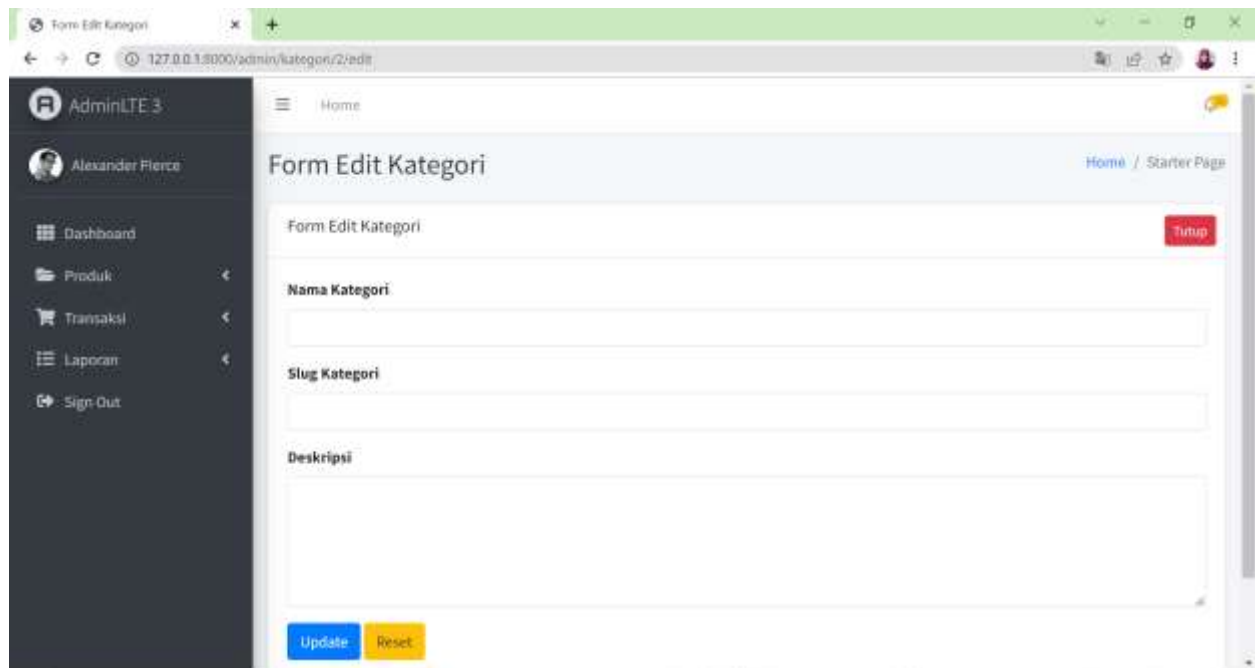 Form Edit Kategori
127.0.0.1:8000/admin/kategori/2/edit
AdminLTE 3
Home
Alexander Pierce
Form Edit Kategori
Home / Starter Page
Dashboard
Produk
Transaksi
Laporan
Sign Out
Form Edit Kategori
Tutup
Nama Kategori
Slug Kategori
Deskripsi
Update
Reset